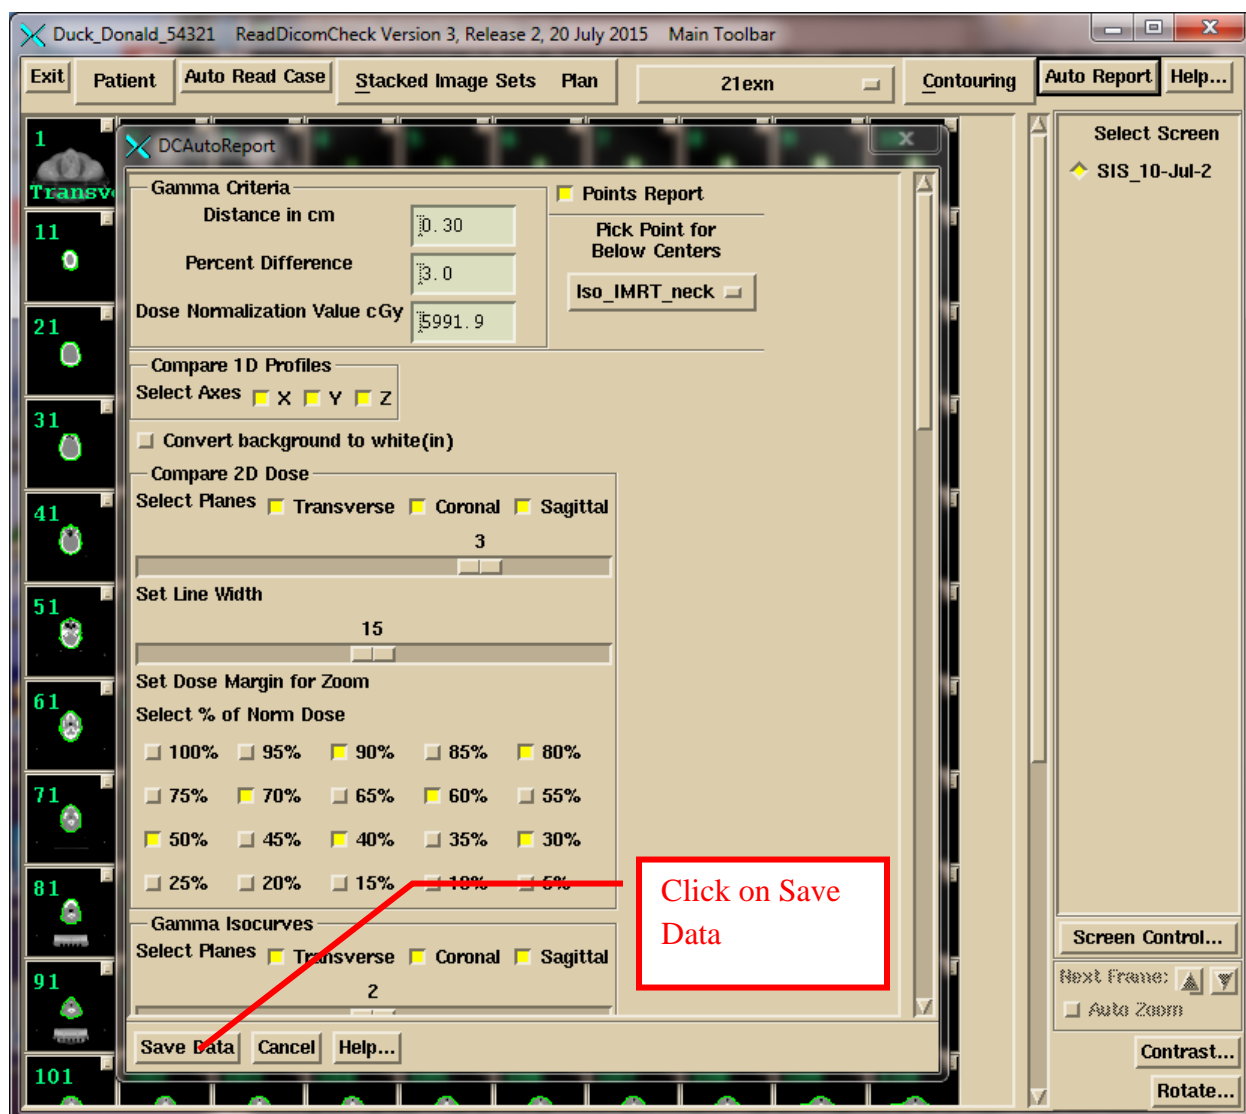 Duck_Donald_54321 ReadDicomCheck Version 3, Release 2, 20 July 2015 Main Toolbar
Exit Patient Auto Read Case Stacked Image Sets Plan 21exn Contouring Auto Report Help...
1
Transv
11
21
31
41
51
61
71
81
91
101
DCAutoReport
Gamma Criteria
Distance in cm 0.30
Percent Difference 3.0
Dose Normalization Value cGy 5991.9
Points Report
Pick Point for
Below Centers
Iso_IMRT_neck
Compare 1D Profiles
Select Axes X Y Z
Convert background to white(in)
Compare 2D Dose
Select Planes Transverse Coronal Sagittal
3
Set Line Width
15
Set Dose Margin for Zoom
Select % of Norm Dose
100% 95% 90% 85% 80%
75% 70% 65% 60% 55%
50% 45% 40% 35% 30%
25% 20% 15% 10% 5%
Gamma Isocurves
Select Planes Transverse Coronal Sagittal
2
Save Data Cancel Help...
Click on Save
Data
Select Screen
SIS_10-Jul-2
Screen Control...
Next Frame:
Auto Zoom
Contrast...
Rotate...